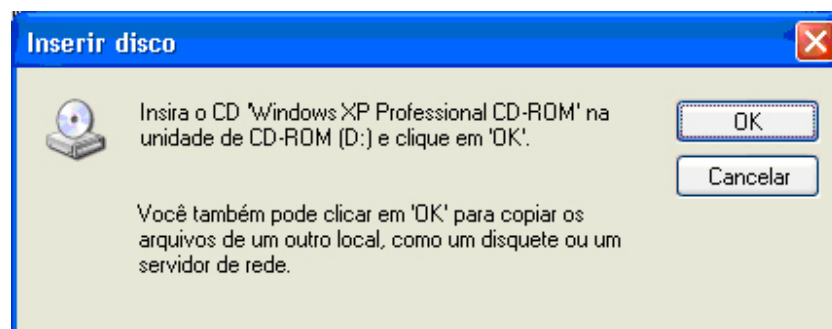 Inserir disco
Insira o CD 'Windows XP Professional CD-ROM' na
unidade de CD-ROM (D:) e clique em 'OK'.
OK
Cancelar
Você também pode clicar em 'OK' para copiar os
arquivos de um outro local, como um disquete ou um
servidor de rede.